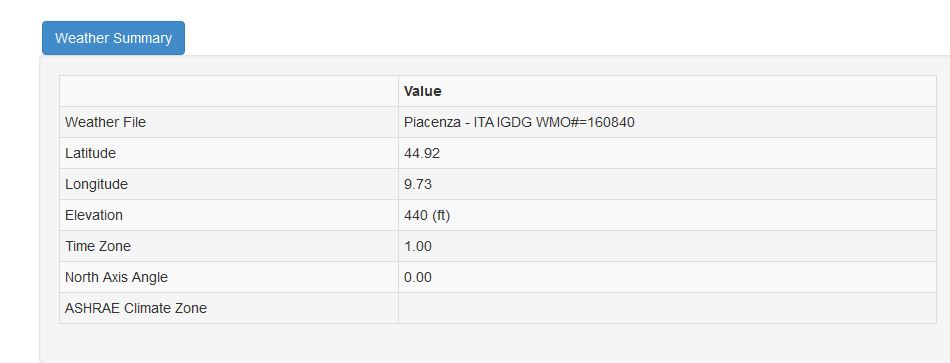 Weather Summary
Value
Weather File Piacenza - ITA IGDG WMO#=160840
Latitude 44.92
Longitude 9.73
Elevation 440 (ft)
Time Zone 1.00
North Axis Angle 0.00
ASHRAE Climate Zone